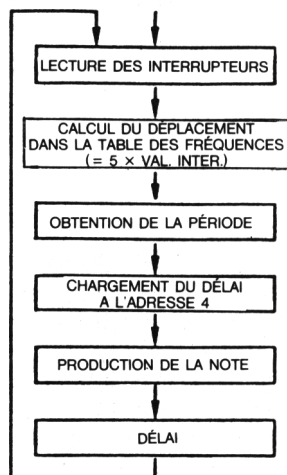 LECTURE DES INTERRUPTEURS
CALCUL DU DÉPLACEMENT
DANS LA TABLE DES FRÉQUENCES
(= 5 × VAL. INTER.)
OBTENTION DE LA PÉRIODE
CHARGEMENT DU DÉLAI
A L'ADRESSE 4
PRODUCTION DE LA NOTE
DÉLAI